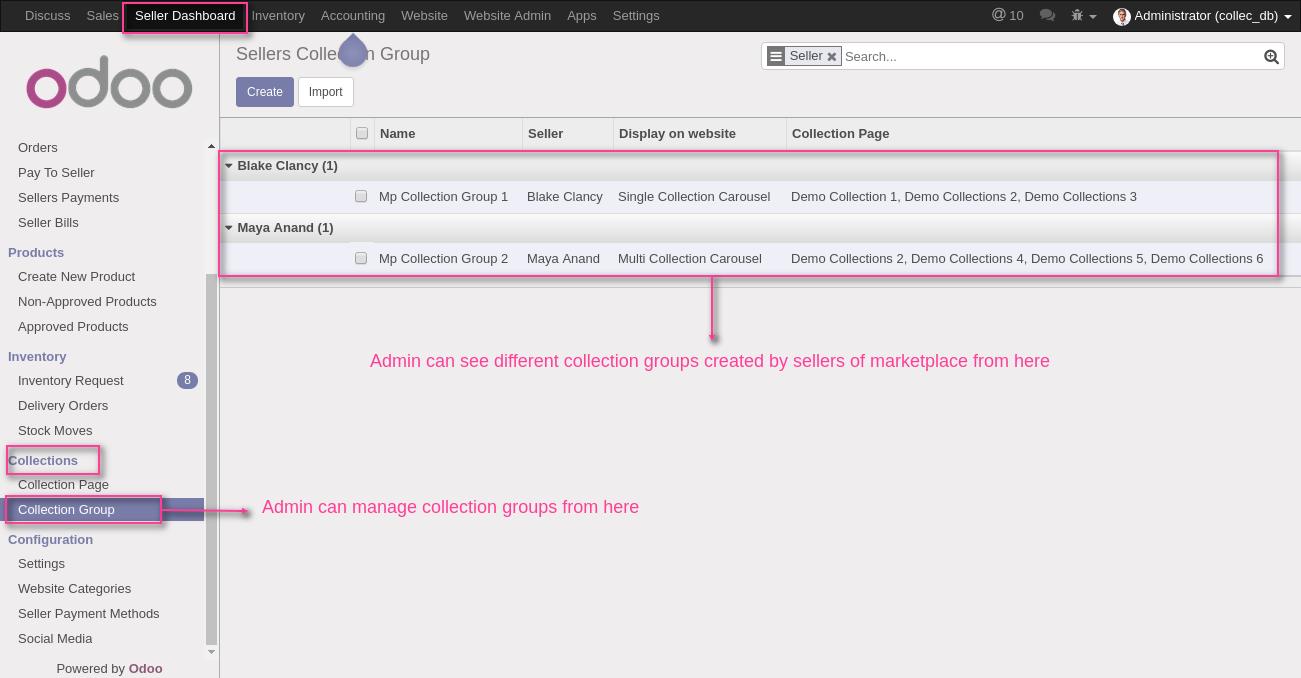 Discuss Sales Seller Dashboard Inventory Accounting Website Website Admin Apps Settings @ 10 Administrator (collec_db)
odoo
Sellers Collection Group
Seller Search...
Create Import
Name Seller Display on website Collection Page
Blake Clancy (1)
Mp Collection Group 1 Blake Clancy Single Collection Carousel Demo Collection 1, Demo Collections 2, Demo Collections 3
Maya Anand (1)
Mp Collection Group 2 Maya Anand Multi Collection Carousel Demo Collections 2, Demo Collections 4, Demo Collections 5, Demo Collections 6
Admin can see different collection groups created by sellers of marketplace from here
Orders
Pay To Seller
Sellers Payments
Seller Bills
Products
Create New Product
Non-Approved Products
Approved Products
Inventory
Inventory Request 8
Delivery Orders
Stock Moves
Collections
Collection Page
Collection Group
Admin can manage collection groups from here
Configuration
Settings
Website Categories
Seller Payment Methods
Social Media
Powered by Odoo